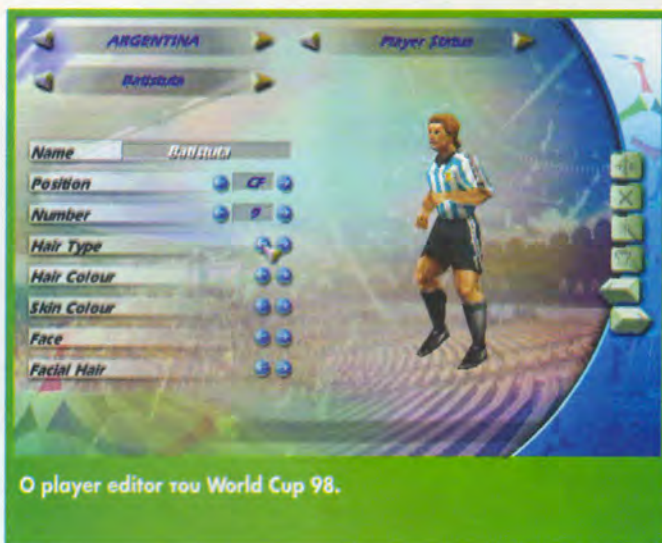 ARGENTINA
Player Status
Batistuta
Name Batistuta
Position CF
Number 9
Hair Type
Hair Colour
Skin Colour
Face
Facial Hair
Ο player editor του World Cup 98.